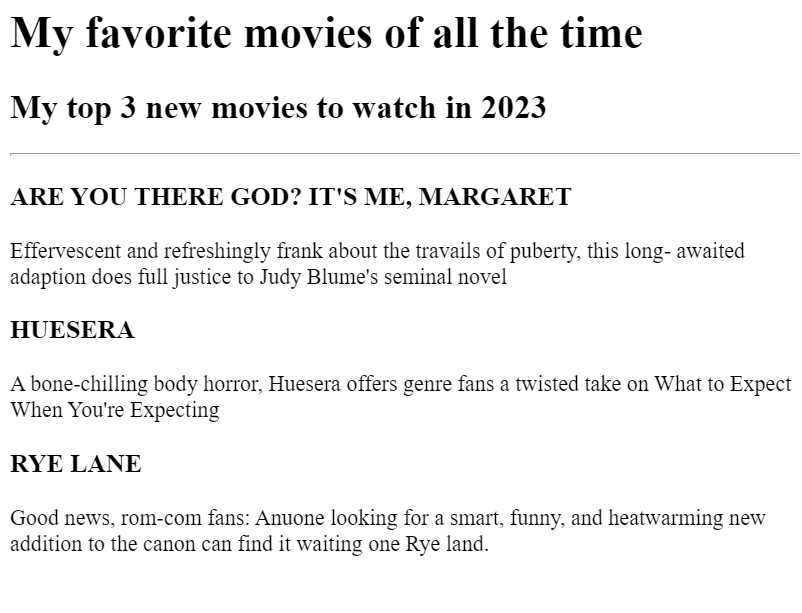 My favorite movies of all the time
My top 3 new movies to watch in 2023
ARE YOU THERE GOD? IT'S ME, MARGARET
Effervescent and refreshingly frank about the travails of puberty, this long- awaited
adaption does full justice to Judy Blume's seminal novel
HUESERA
A bone-chilling body horror, Huesera offers genre fans a twisted take on What to Expect
When You're Expecting
RYE LANE
Good news, rom-com fans: Anuone looking for a smart, funny, and heatwarming new
addition to the canon can find it waiting one Rye land.